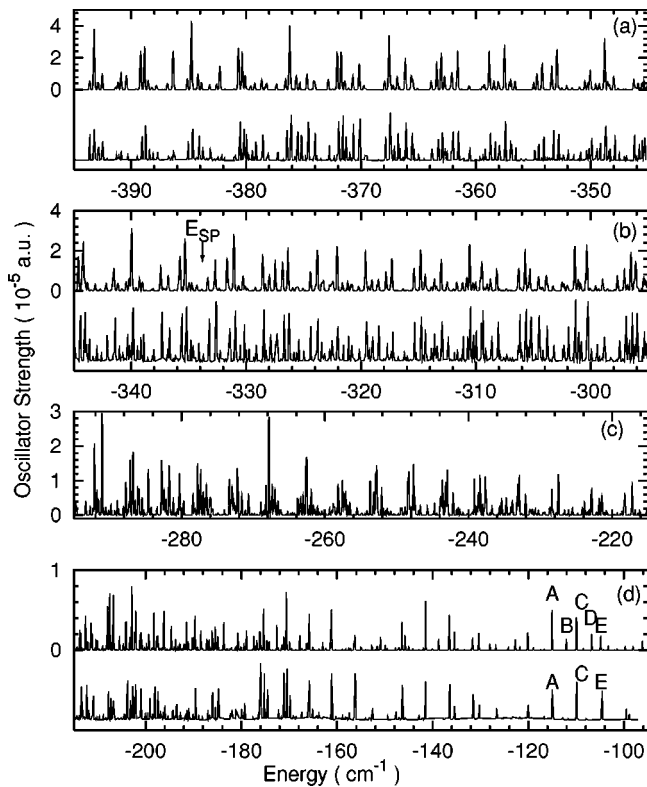 4
2
0
(a)
-390 -380 -370 -360 -350
4
2
0
E_SP
(b)
-340 -330 -320 -310 -300
3
2
1
0
(c)
-280 -260 -240 -220
1
0
A
B
C
D
E
(d)
A
C
E
-200 -180 -160 -140 -120 -100
Energy ( cm⁻¹ )
Oscillator Strength ( 10⁻⁵ a.u. )